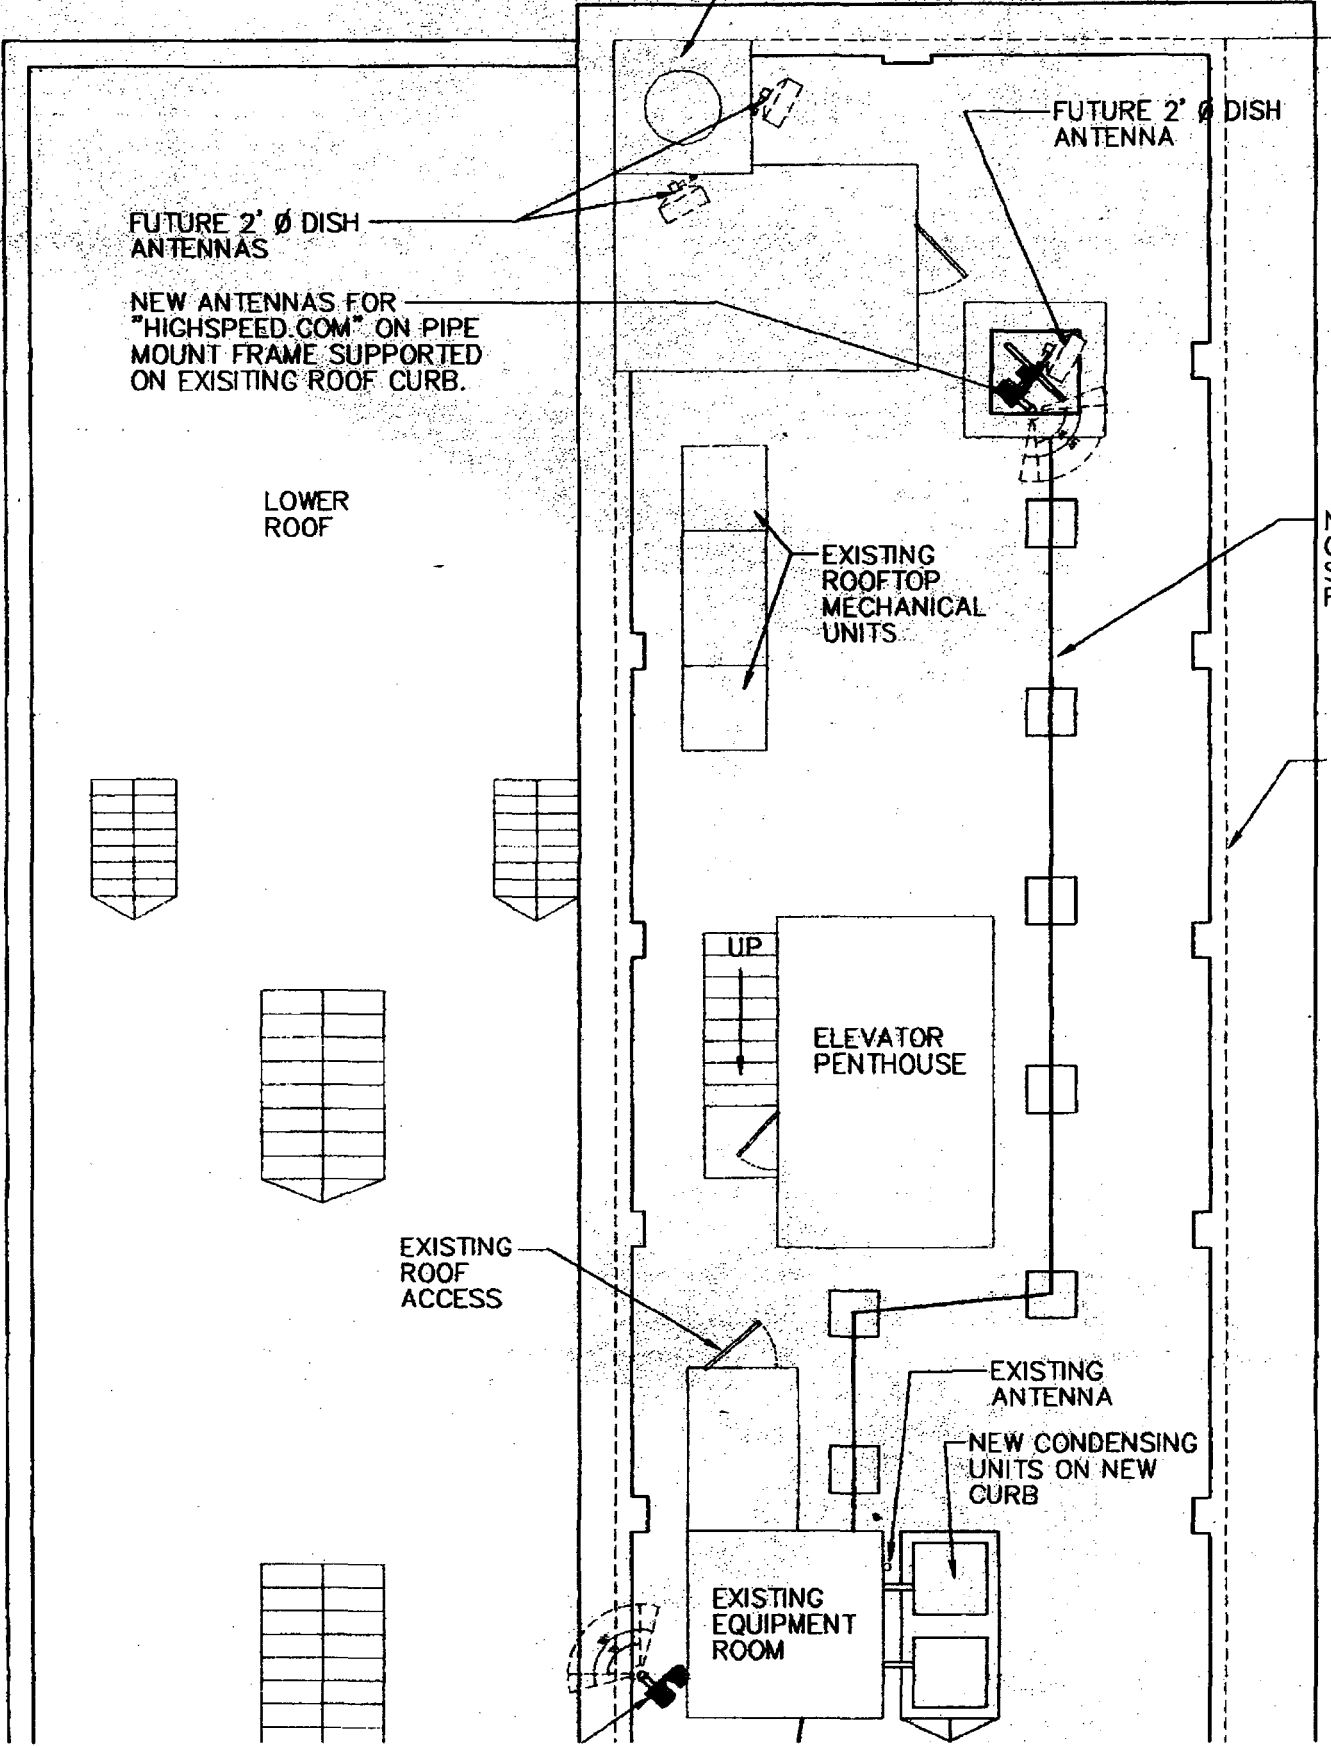 FUTURE 2' Ø DISH
ANTENNA
FUTURE 2' Ø DISH
ANTENNAS
NEW ANTENNAS FOR
"HIGHSPEED.COM" ON PIPE
MOUNT FRAME SUPPORTED
ON EXISITING ROOF CURB.
LOWER
ROOF
EXISTING
ROOFTOP
MECHANICAL
UNITS
UP
ELEVATOR
PENTHOUSE
EXISTING
ROOF
ACCESS
EXISTING
ANTENNA
NEW CONDENSING
UNITS ON NEW
CURB
EXISTING
EQUIPMENT
ROOM